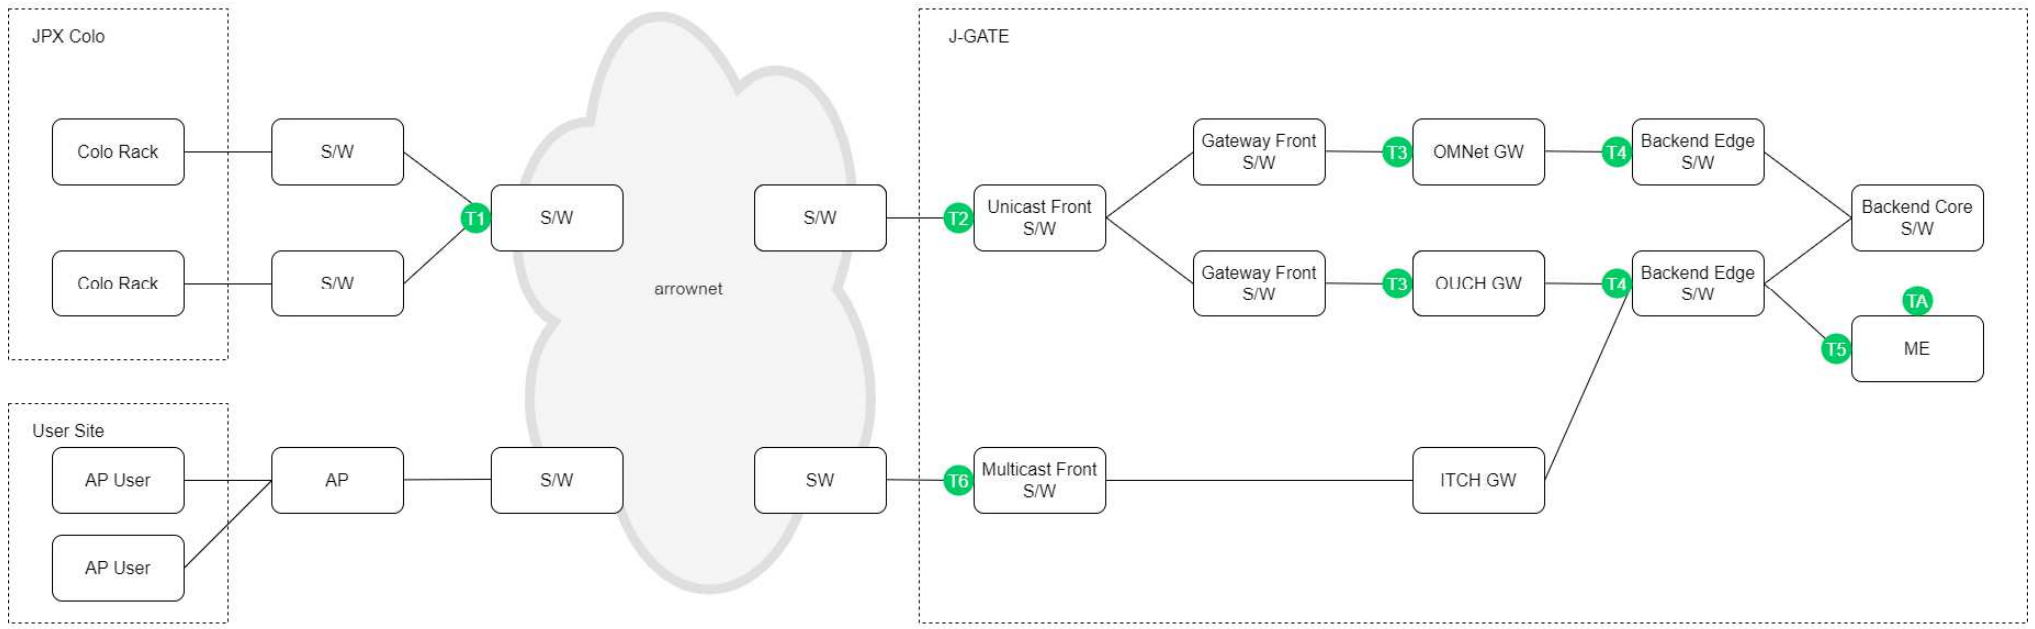 JPX Colo
J-GATE
Colo Rack
S/W
Gateway Front
S/W
T3
OMNet GW
T4
Backend Edge
S/W
T1
S/W
S/W
T2
Unicast Front
S/W
Backend Core
S/W
Colo Rack
S/W
arrownet
Gateway Front
S/W
T3
OUCH GW
T4
Backend Edge
S/W
TA
T5
ME
User Site
AP User
AP
S/W
SW
T6
Multicast Front
S/W
ITCH GW
AP User